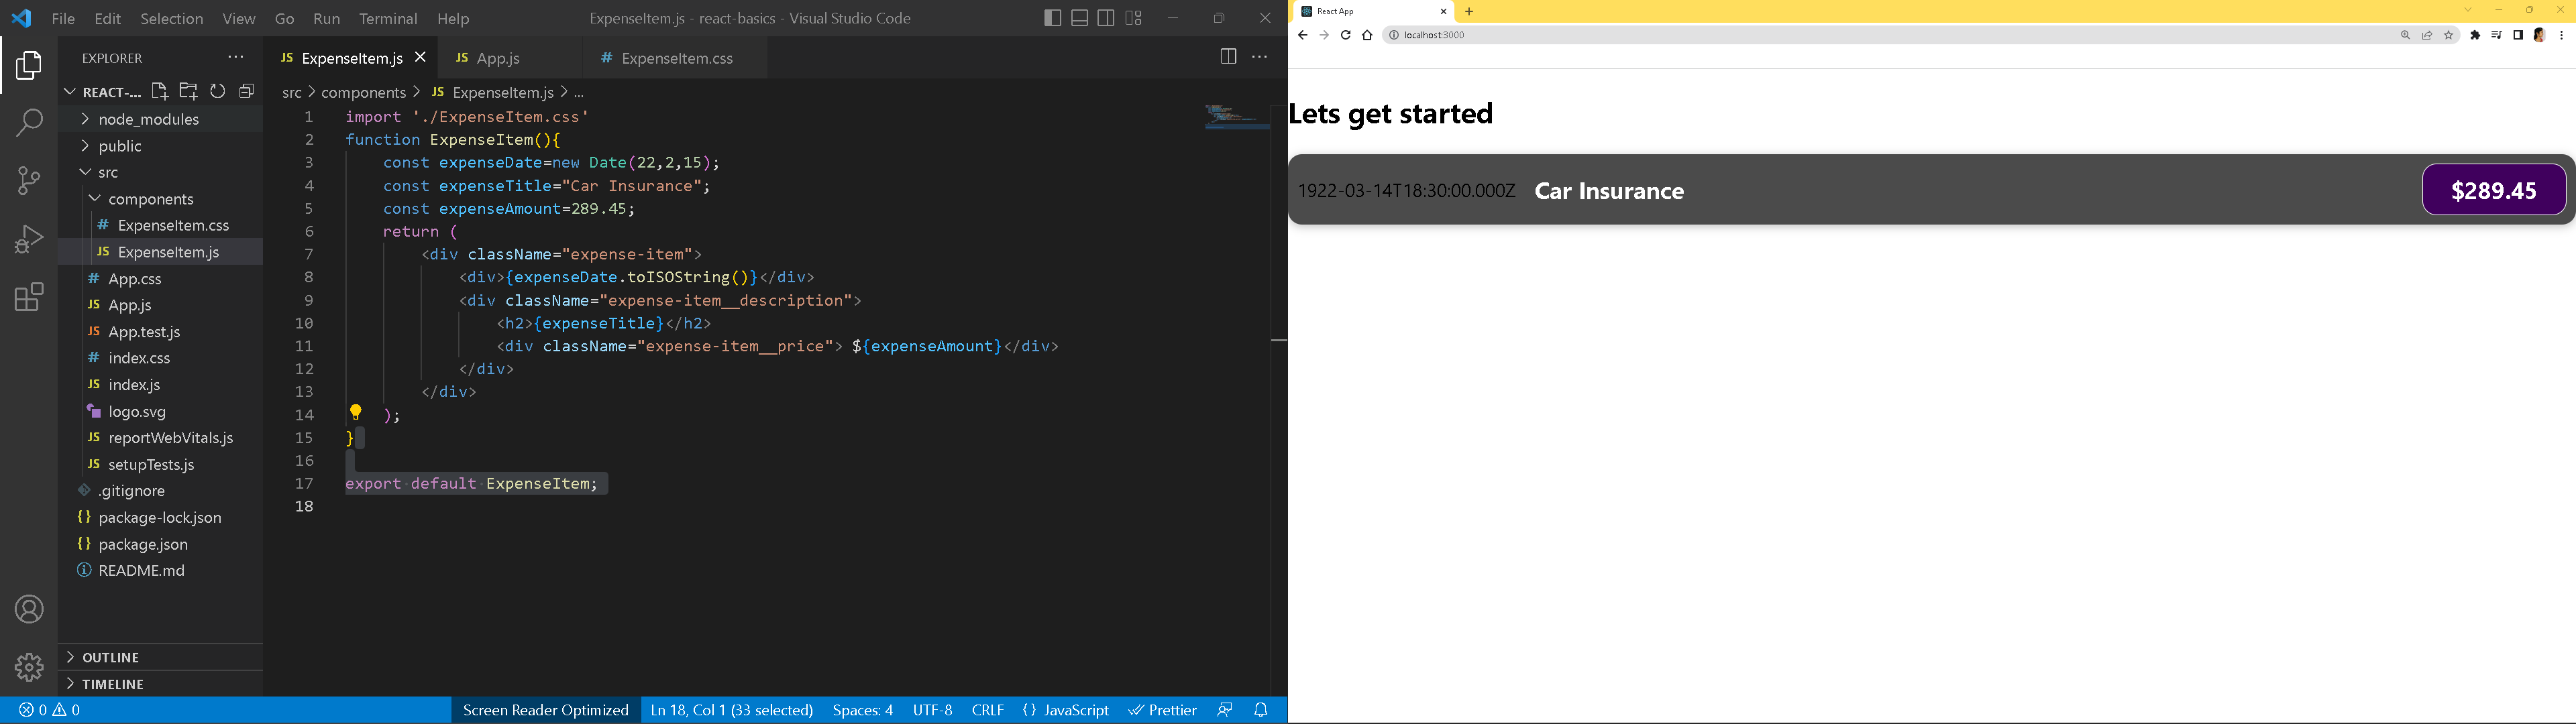 File Edit Selection View Go Run Terminal Help
ExpenseItem.js - react-basics - Visual Studio Code
EXPLORER
REACT-...
node_modules
public
src
components
ExpenseItem.css
ExpenseItem.js
App.css
App.js
App.test.js
index.css
index.js
logo.svg
reportWebVitals.js
setupTests.js
.gitignore
package-lock.json
package.json
README.md
OUTLINE
TIMELINE
JS ExpenseItem.js JS App.js # ExpenseItem.css
src > components > JS ExpenseItem.js > ...
1 import './ExpenseItem.css'
2 function ExpenseItem(){
3 const expenseDate=new Date(22,2,15);
4 const expenseTitle="Car Insurance";
5 const expenseAmount=289.45;
6 return (
7 <div className="expense-item">
8 <div>{expenseDate.toISOString()}</div>
9 <div className="expense-item__description">
10 <h2>{expenseTitle}</h2>
11 <div className="expense-item__price"> ${expenseAmount}</div>
12 </div>
13 </div>
14 );
15 }
16
17 export default ExpenseItem;
18
0 0 Screen Reader Optimized Ln 18, Col 1 (33 selected) Spaces: 4 UTF-8 CRLF {} JavaScript Prettier
React App
localhost:3000
Lets get started
1922-03-14T18:30:00.000Z Car Insurance $289.45